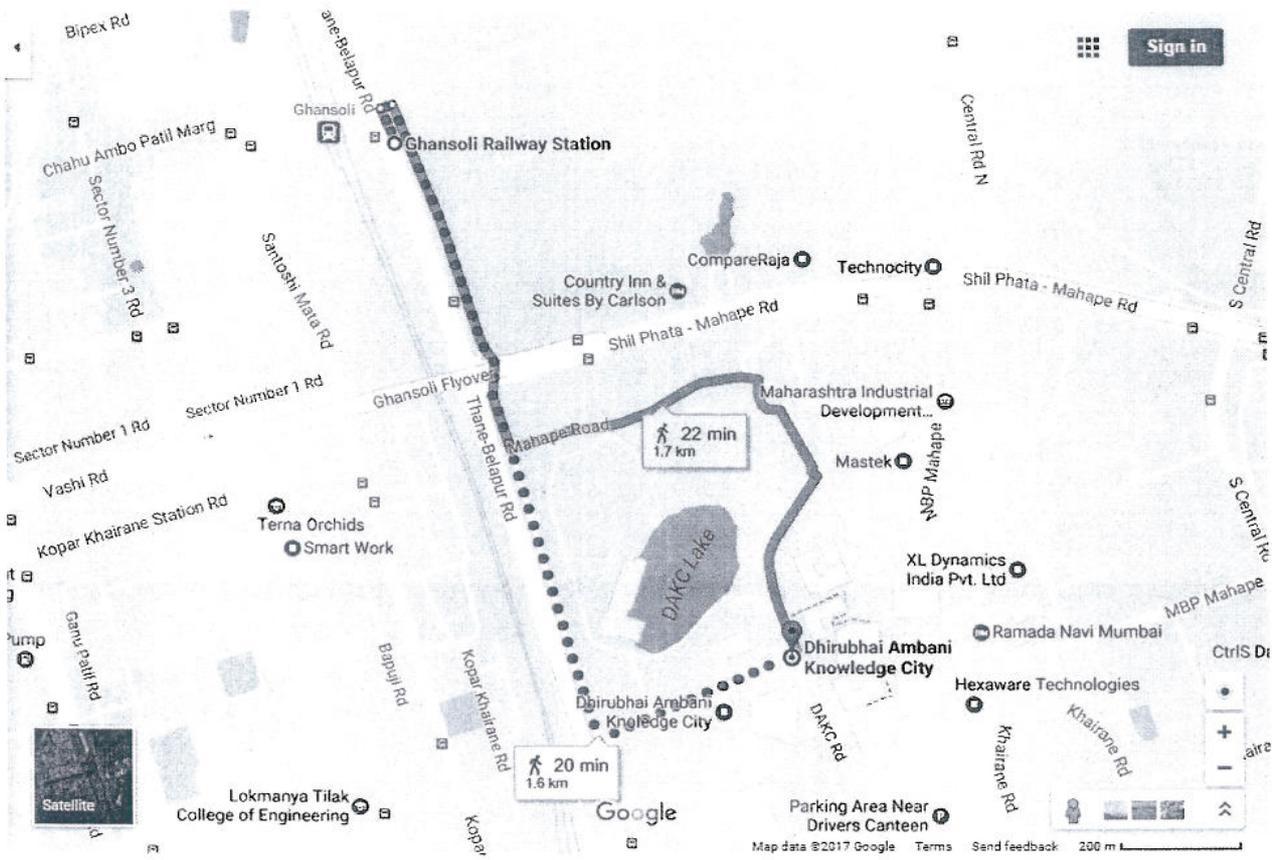 Bipex Rd
ane-Belapur Rd
Sign in
Ghansoli
Ghansoli Railway Station
Central Rd N
Chahu Ambo Patil Marg
Sector Number 3 Rd
Santoshi Mata Rd
CompareRaja
Technocity
Country Inn &
Suites By Carlson
Shil Phata - Mahape Rd
Shil Phata - Mahape Rd
S Central Rd
Ghansoli Flyover
Sector Number 1 Rd
Sector Number 1 Rd
Maharashtra Industrial
Development...
Thane-Belapur Rd
Mahape Road
22 min
1.7 km
Mastek
NBP Mahape
Vashi Rd
Kopar Khairane Station Rd
Terna Orchids
Smart Work
S Central Rd
DAKC Lake
XL Dynamics
India Pvt. Ltd
MBP Mahape
Pump
Ganu Patil Rd
Bapuji Rd
Kopar Khairane Rd
Ramada Navi Mumbai
Dhirubhai Ambani
Knowledge City
CtrlS Da
Hexaware Technologies
Dhirubhai Ambani
Knoledge City
DAKC Rd
Khairane Rd
Khairane Rd
aira
20 min
1.6 km
Satellite
Lokmanya Tilak
College of Engineering
Kopar
Google
Parking Area Near
Drivers Canteen
Map data ©2017 Google Terms Send feedback 200 m